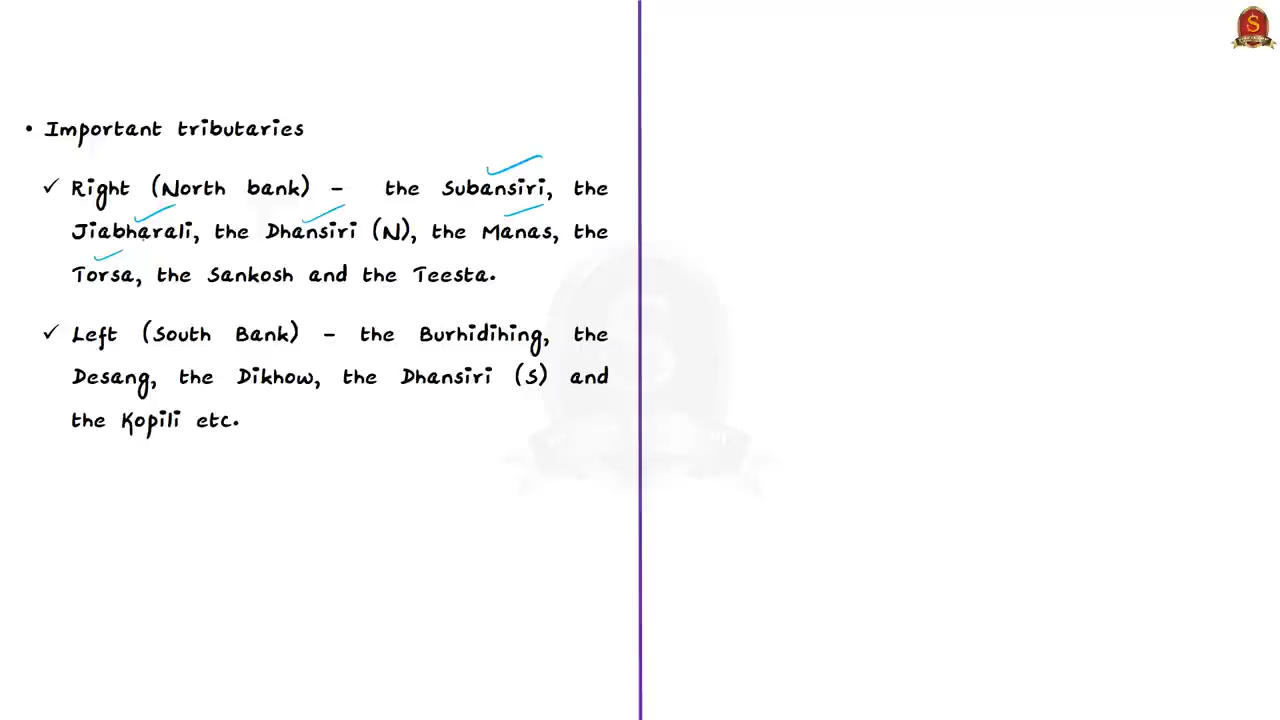 • Important tributaries
✓ Right (North bank) - the Subansiri, the
Jiabharali, the Dhansiri (N), the Manas, the
Torsa, the Sankosh and the Teesta.
✓ Left (South Bank) - the Burhidihing, the
Desang, the Dikhow, the Dhansiri (S) and
the Kopili etc.
S